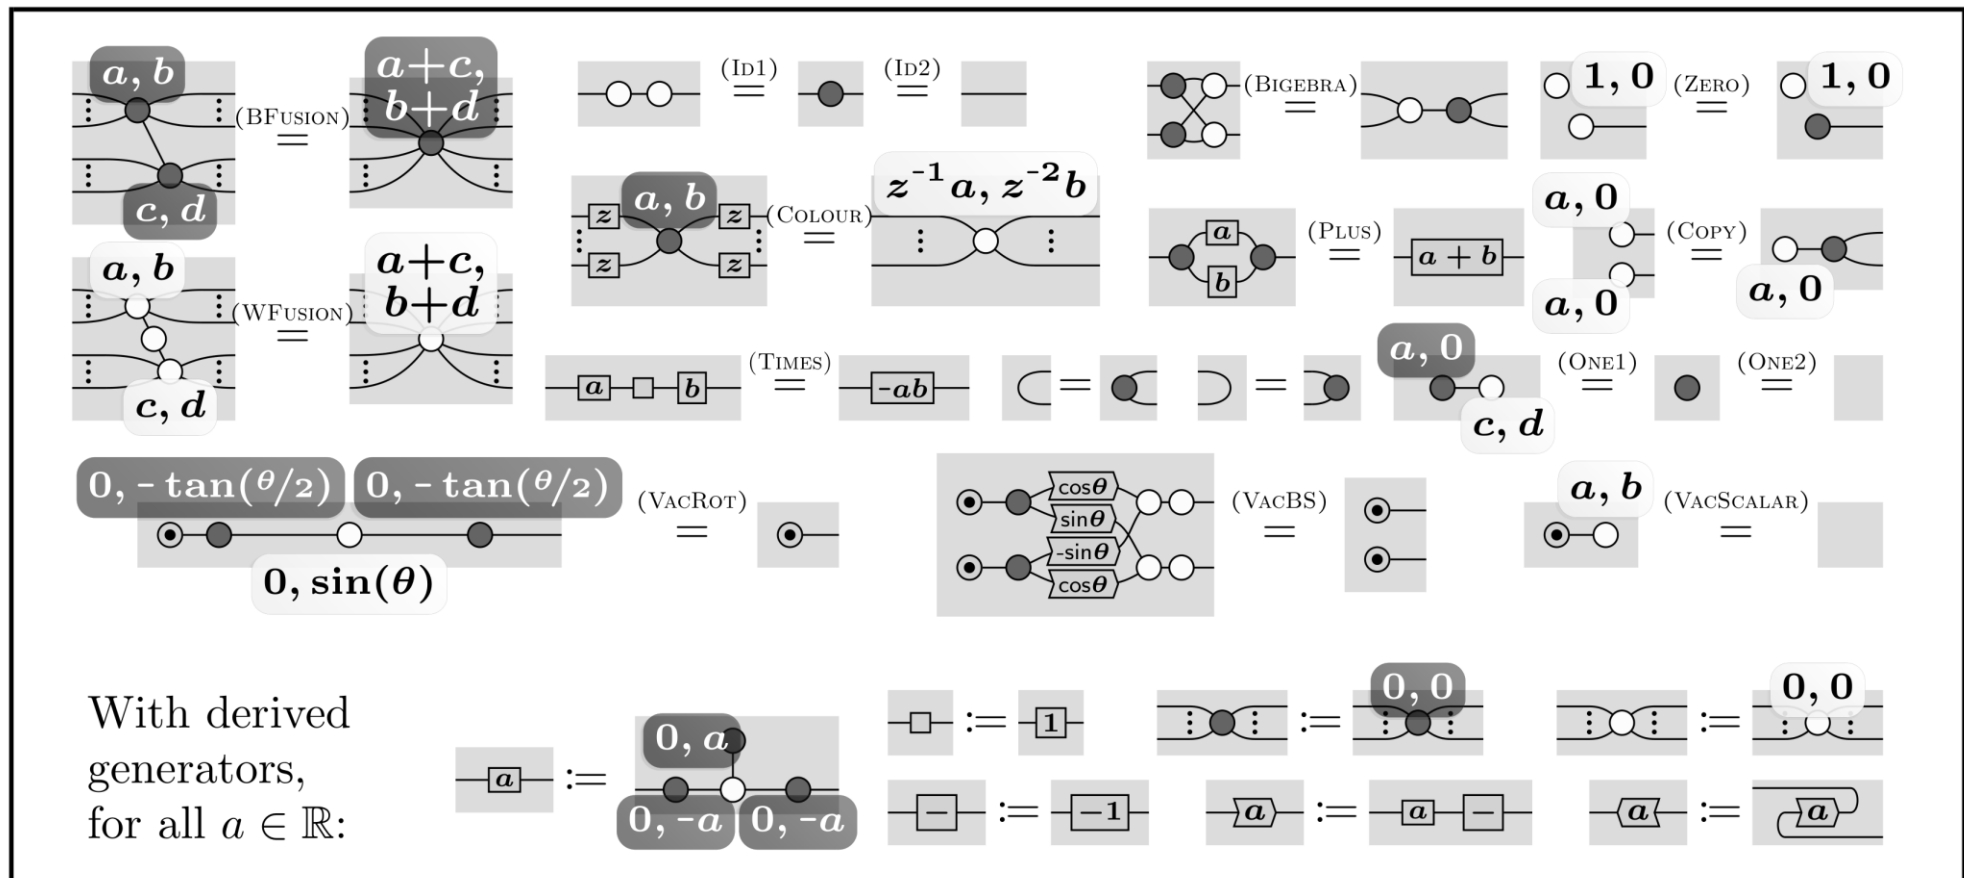 a, b
(BFusion)
=
a+c,
b+d
c, d
(Id1)
=
(Id2)
=
(Bigebra)
=
1, 0
(Zero)
=
1, 0
z z
a, b
z z
(Colour)
=
z⁻¹a, z⁻²b
a
b
(Plus)
=
a + b
a, 0
a, 0
(Copy)
=
a, 0
a, b
(WFusion)
=
a+c,
b+d
c, d
a b
(Times)
=
-ab
=
=
a, 0
c, d
(One1)
=
(One2)
=
0, - tan(θ/2) 0, - tan(θ/2)
0, sin(θ)
(VacRot)
=
cosθ
sinθ
-sinθ
cosθ
(VacBS)
=
a, b
(VacScalar)
=
With derived
generators,
for all a ∈ ℝ:
a :=
0, a
0, -a 0, -a
:= 1
:= 0, 0
:= 0, 0
− := −1
a := a −
a := a